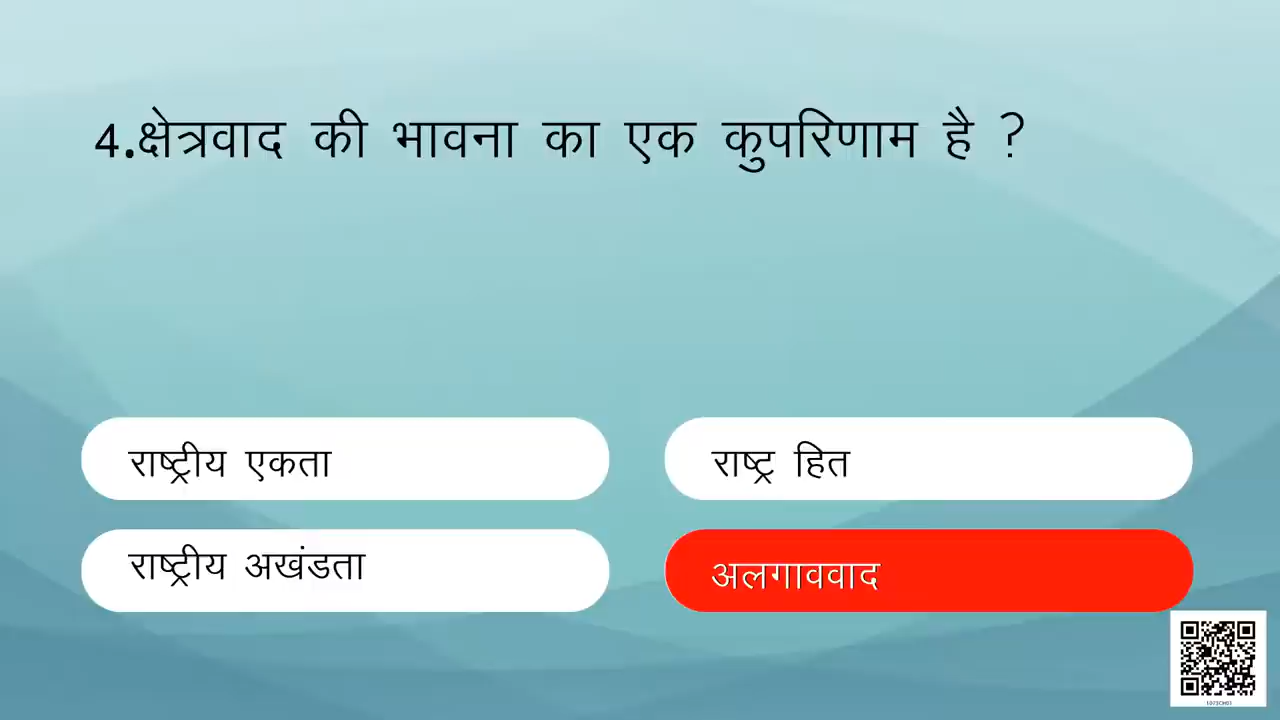 4.क्षेत्रवाद की भावना का एक कुपरिणाम है ?
राष्ट्रीय एकता
राष्ट्र हित
राष्ट्रीय अखंडता
अलगाववाद